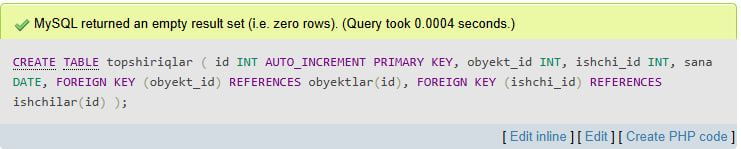 MySQL returned an empty result set (i.e. zero rows). (Query took 0.0004 seconds.)
CREATE TABLE topshiriqlar ( id INT AUTO_INCREMENT PRIMARY KEY, obyekt_id INT, ishchi_id INT, sana
DATE, FOREIGN KEY (obyekt_id) REFERENCES obyektlar(id), FOREIGN KEY (ishchi_id) REFERENCES
ishchilar(id) );
[ Edit inline ] [ Edit ] [ Create PHP code ]